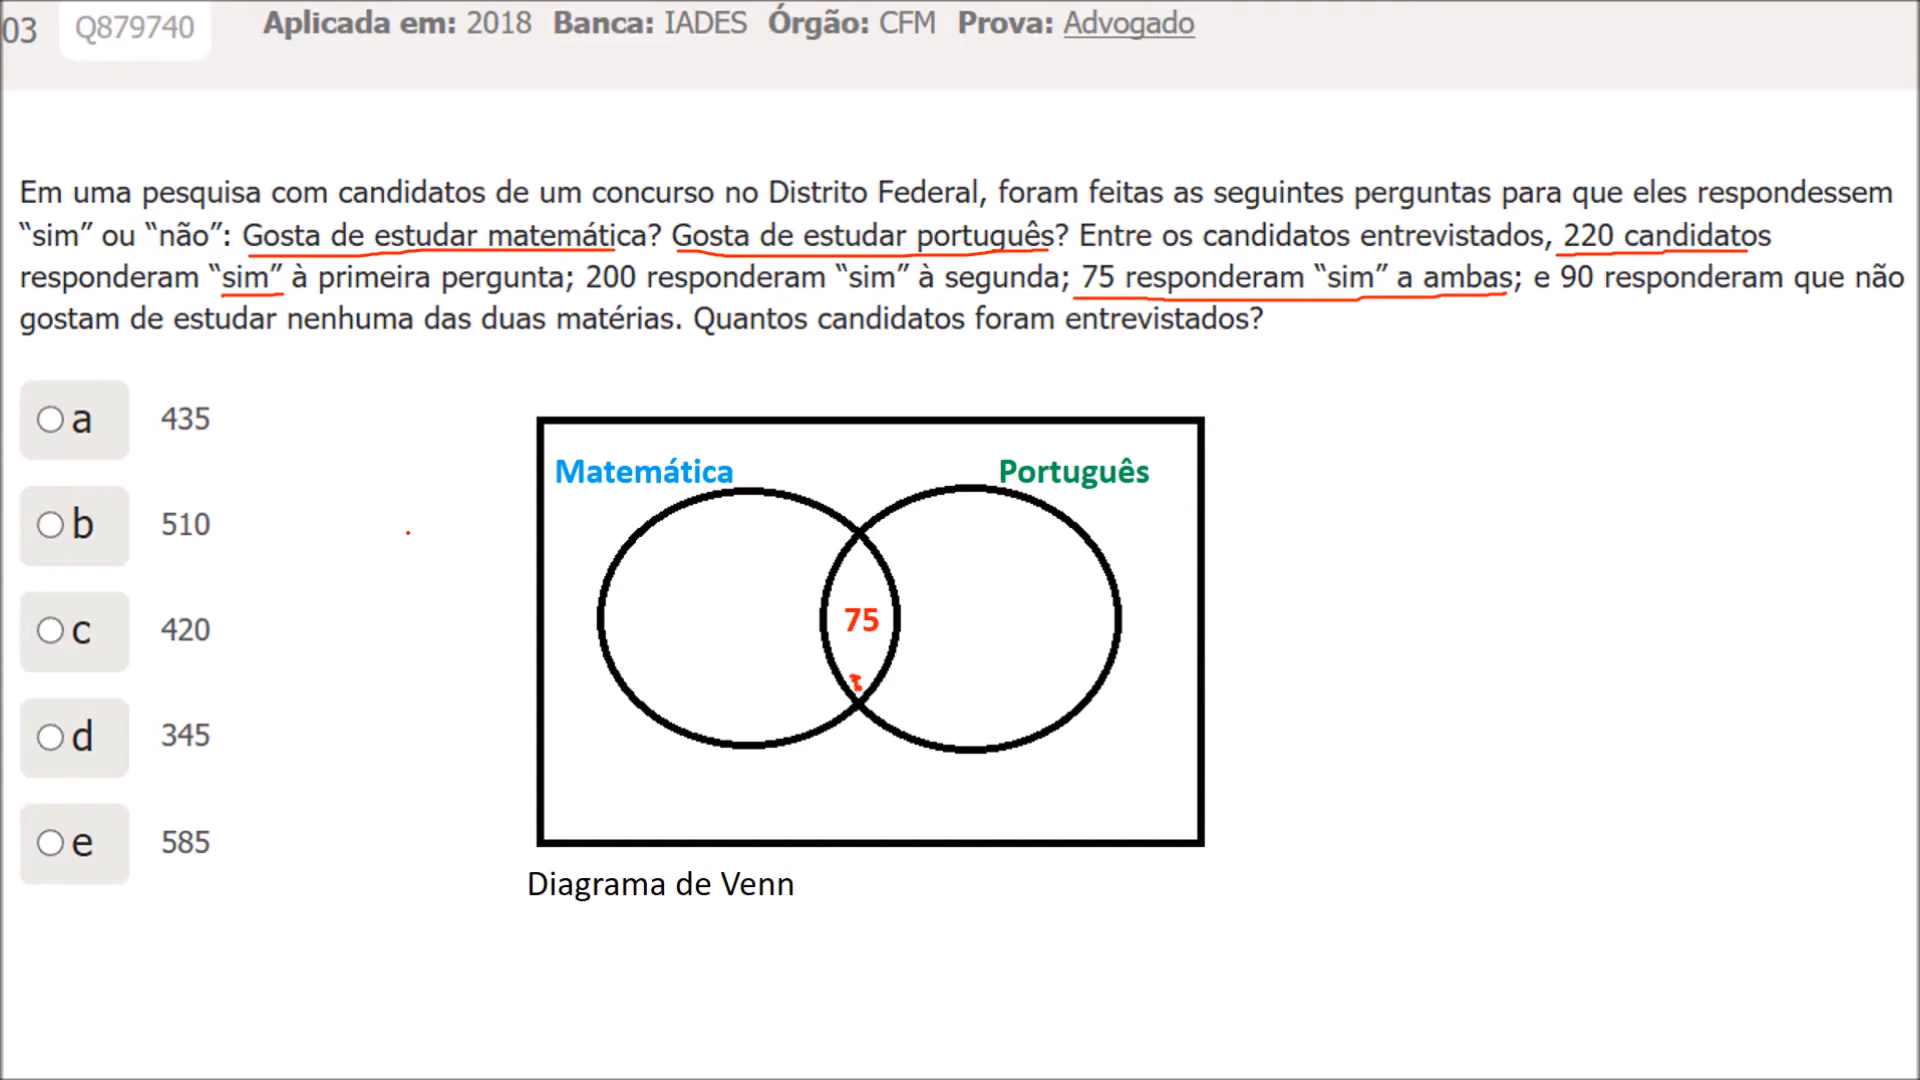 03 Q879740 Aplicada em: 2018 Banca: IADES Órgão: CFM Prova: Advogado
Em uma pesquisa com candidatos de um concurso no Distrito Federal, foram feitas as seguintes perguntas para que eles respondessem
“sim” ou “não”: Gosta de estudar matemática? Gosta de estudar português? Entre os candidatos entrevistados, 220 candidatos
responderam “sim” à primeira pergunta; 200 responderam “sim” à segunda; 75 responderam “sim” a ambas; e 90 responderam que não
gostam de estudar nenhuma das duas matérias. Quantos candidatos foram entrevistados?
a 435
b 510
c 420
d 345
e 585
Matemática Português
75
Diagrama de Venn